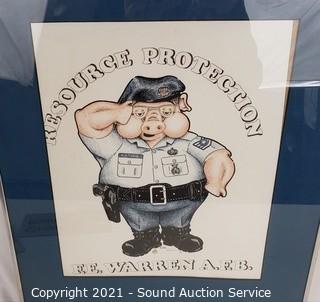 RESOURCE PROTECTION
F.E. WARREN A.F.B.
Copyright © 2021 - Sound Auction Service